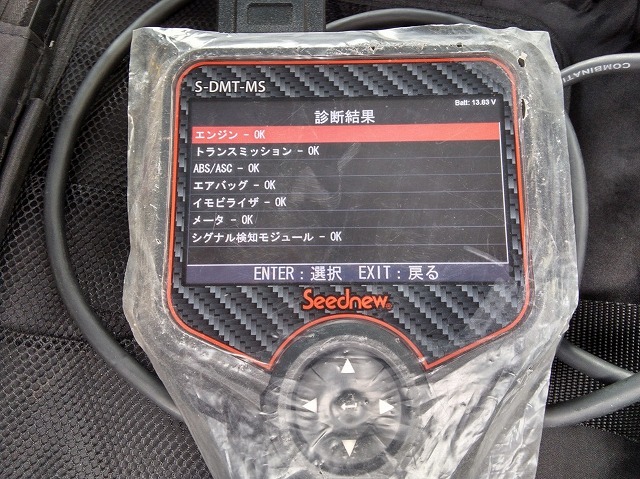 S-DMT-MS
COMBINATI
Batt: 13.83 V
診断結果
エンジン - OK
トランスミッション - OK
ABS/ASC - OK
エアバッグ - OK
イモビライザ - OK
メータ - OK
シグナル検知モジュール - OK
ENTER：選択 EXIT：戻る
Seednew